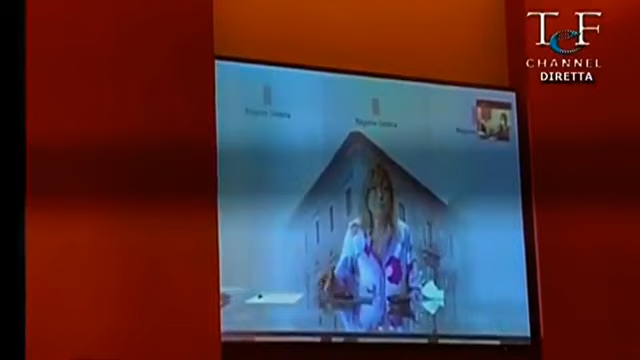 TCF
CHANNEL
DIRETTA
Regione Umbria
Regione Umbria